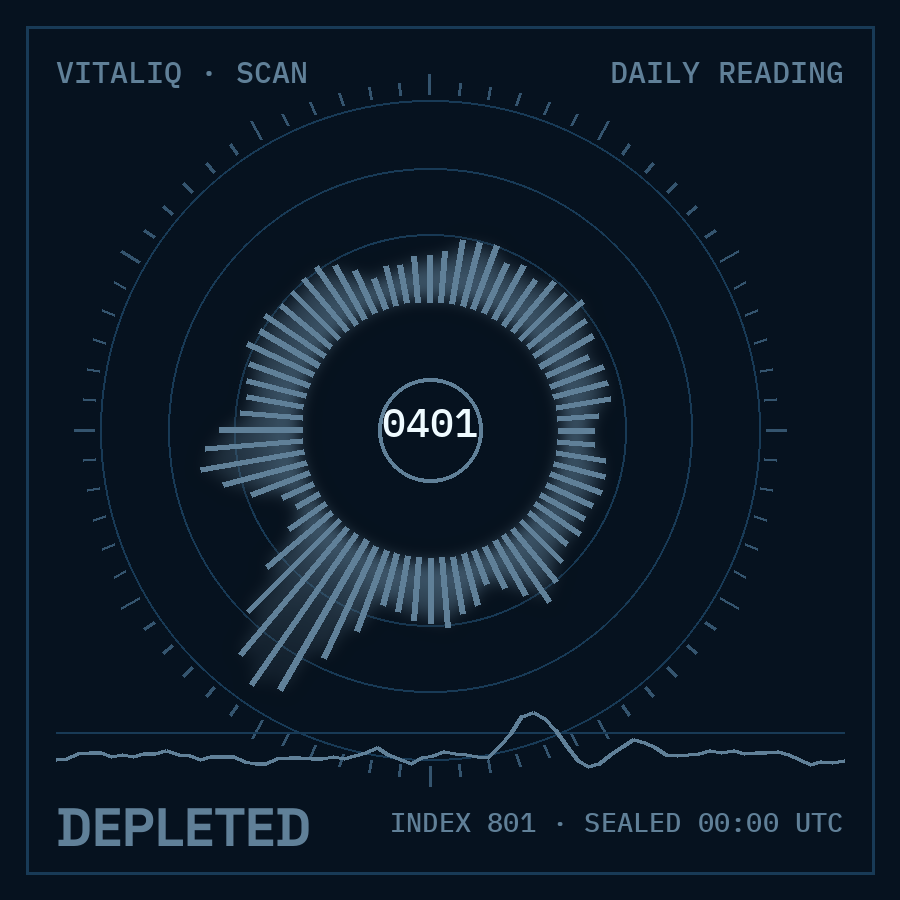 VITALIQ · SCAN
DAILY READING
0401
DEPLETED
INDEX 801 · SEALED 00:00 UTC